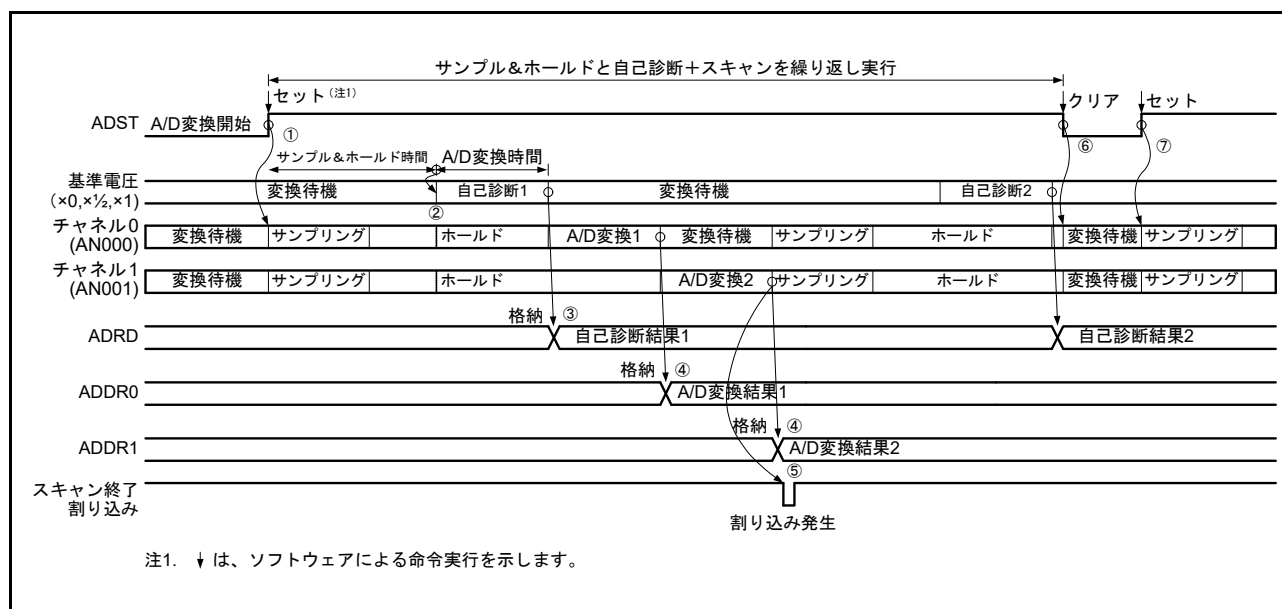 サンプル&ホールドと自己診断+スキャンを繰り返し実行
セット(注1)
クリア
セット
ADST
A/D変換開始
①
⑥
⑦
サンプル&ホールド時間
A/D変換時間
基準電圧
(×0,×½,×1)
変換待機
自己診断1
変換待機
自己診断2
②
チャネル0
(AN000)
変換待機
サンプリング
ホールド
A/D変換1
変換待機
サンプリング
ホールド
変換待機
サンプリング
チャネル1
(AN001)
変換待機
サンプリング
ホールド
A/D変換2
サンプリング
ホールド
変換待機
サンプリング
格納
③
ADRD
自己診断結果1
自己診断結果2
格納
④
ADDR0
A/D変換結果1
格納
④
ADDR1
A/D変換結果2
⑤
スキャン終了
割り込み
割り込み発生
注1. ↓ は、ソフトウェアによる命令実行を示します。